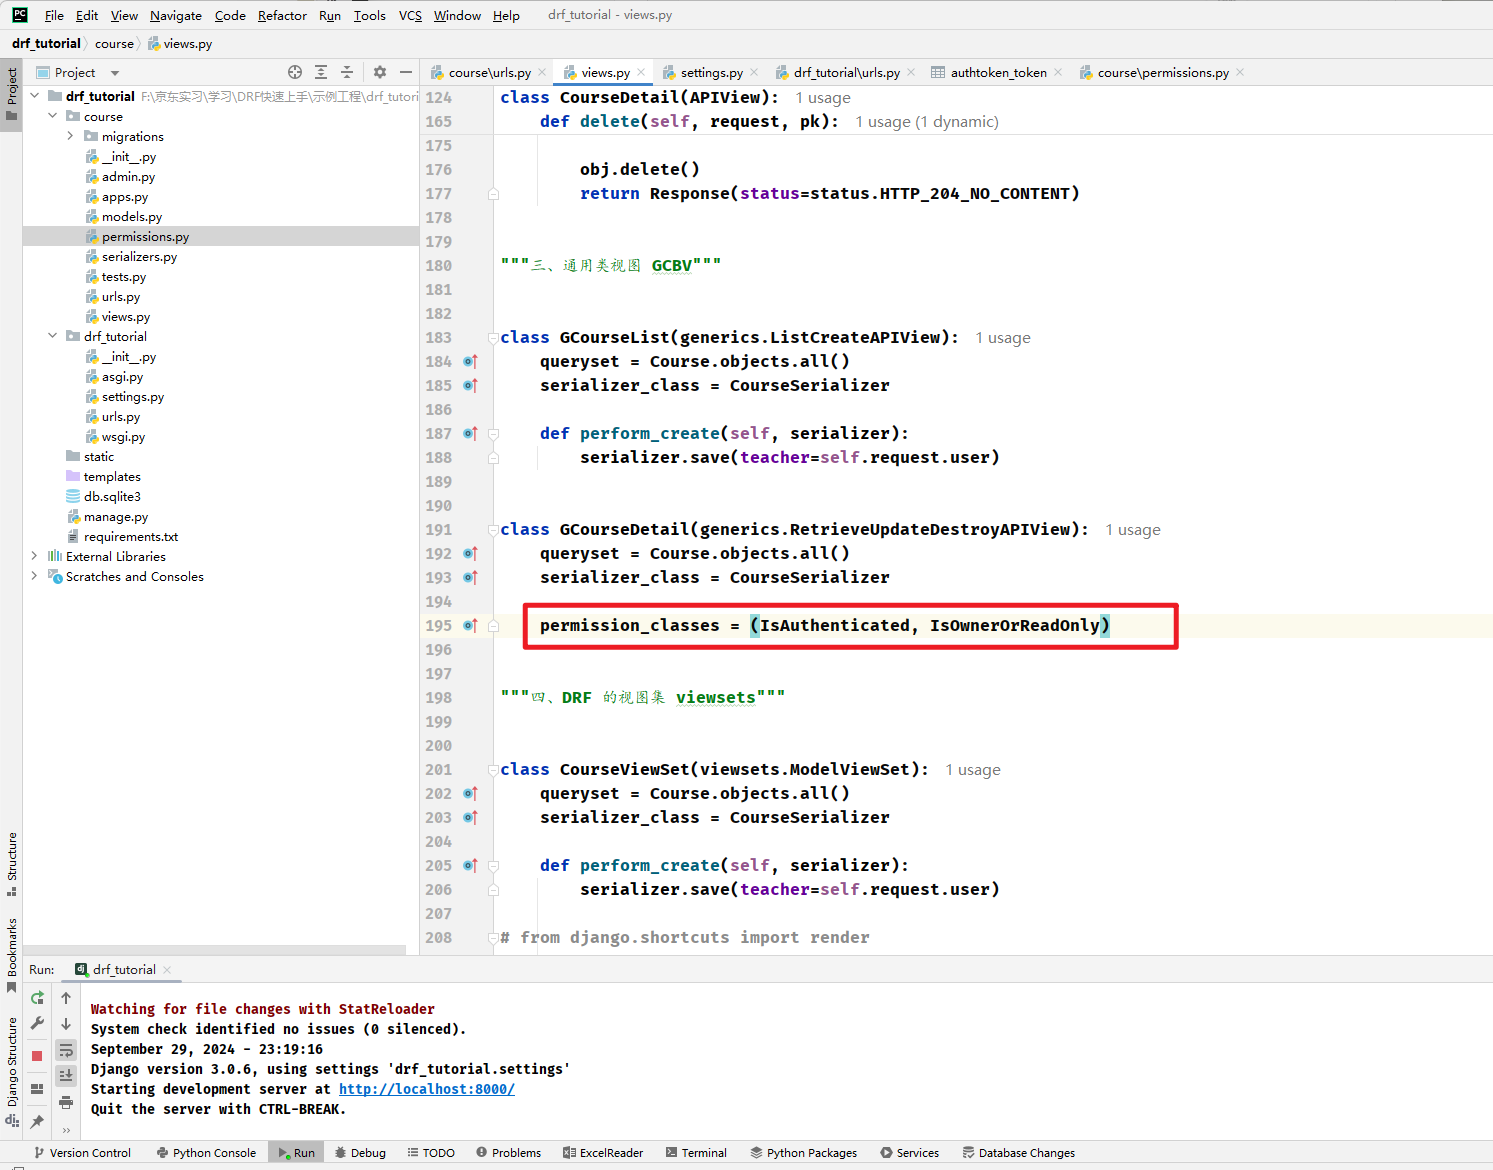 PC File Edit View Navigate Code Refactor Run Tools VCS Window Help drf_tutorial - views.py
drf_tutorial course views.py
Project
Project
course\urls.py views.py settings.py drf_tutorial\urls.py authtoken_token course\permissions.py
drf_tutorial F:\京东实习\学习\DRF快速上手\示例工程\drf_tutori
course
migrations
__init__.py
admin.py
apps.py
models.py
permissions.py
serializers.py
tests.py
urls.py
views.py
drf_tutorial
__init__.py
asgi.py
settings.py
urls.py
wsgi.py
static
templates
db.sqlite3
manage.py
requirements.txt
External Libraries
Scratches and Consoles
124 class CourseDetail(APIView): 1 usage
165 def delete(self, request, pk): 1 usage (1 dynamic)
175
176 obj.delete()
177 return Response(status=status.HTTP_204_NO_CONTENT)
178
179
180 """三、通用类视图 GCBV"""
181
182
183 class GCourseList(generics.ListCreateAPIView): 1 usage
184 queryset = Course.objects.all()
185 serializer_class = CourseSerializer
186
187 def perform_create(self, serializer):
188 serializer.save(teacher=self.request.user)
189
190
191 class GCourseDetail(generics.RetrieveUpdateDestroyAPIView): 1 usage
192 queryset = Course.objects.all()
193 serializer_class = CourseSerializer
194
195 permission_classes = (IsAuthenticated, IsOwnerOrReadOnly)
196
197
198 """四、DRF 的视图集 viewsets"""
199
200
201 class CourseViewSet(viewsets.ModelViewSet): 1 usage
202 queryset = Course.objects.all()
203 serializer_class = CourseSerializer
204
205 def perform_create(self, serializer):
206 serializer.save(teacher=self.request.user)
207
208 # from django.shortcuts import render
Structure
Bookmarks
Django Structure
Run: drf_tutorial
Watching for file changes with StatReloader
System check identified no issues (0 silenced).
September 29, 2024 - 23:19:16
Django version 3.0.6, using settings 'drf_tutorial.settings'
Starting development server at http://localhost:8000/
Quit the server with CTRL-BREAK.
Version Control Python Console Run Debug TODO Problems ExcelReader Terminal Python Packages Services Database Changes